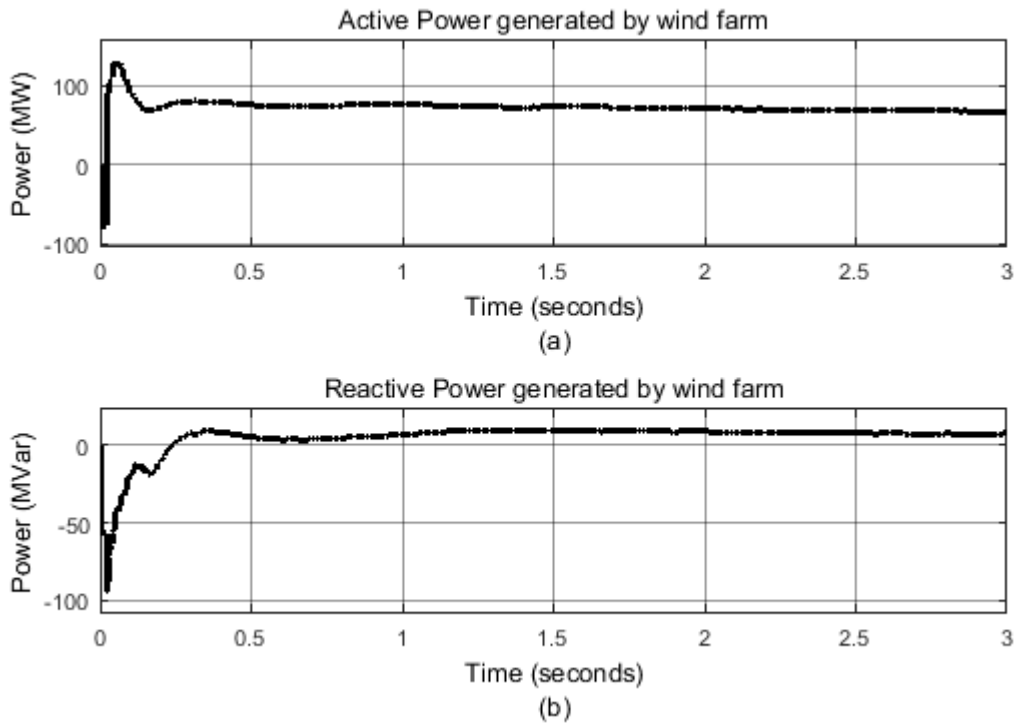 Active Power generated by wind farm
Power (MW)
100
0
-100
0 0.5 1 1.5 2 2.5 3
Time (seconds)
(a)
Reactive Power generated by wind farm
Power (MVar)
0
-50
-100
0 0.5 1 1.5 2 2.5 3
Time (seconds)
(b)